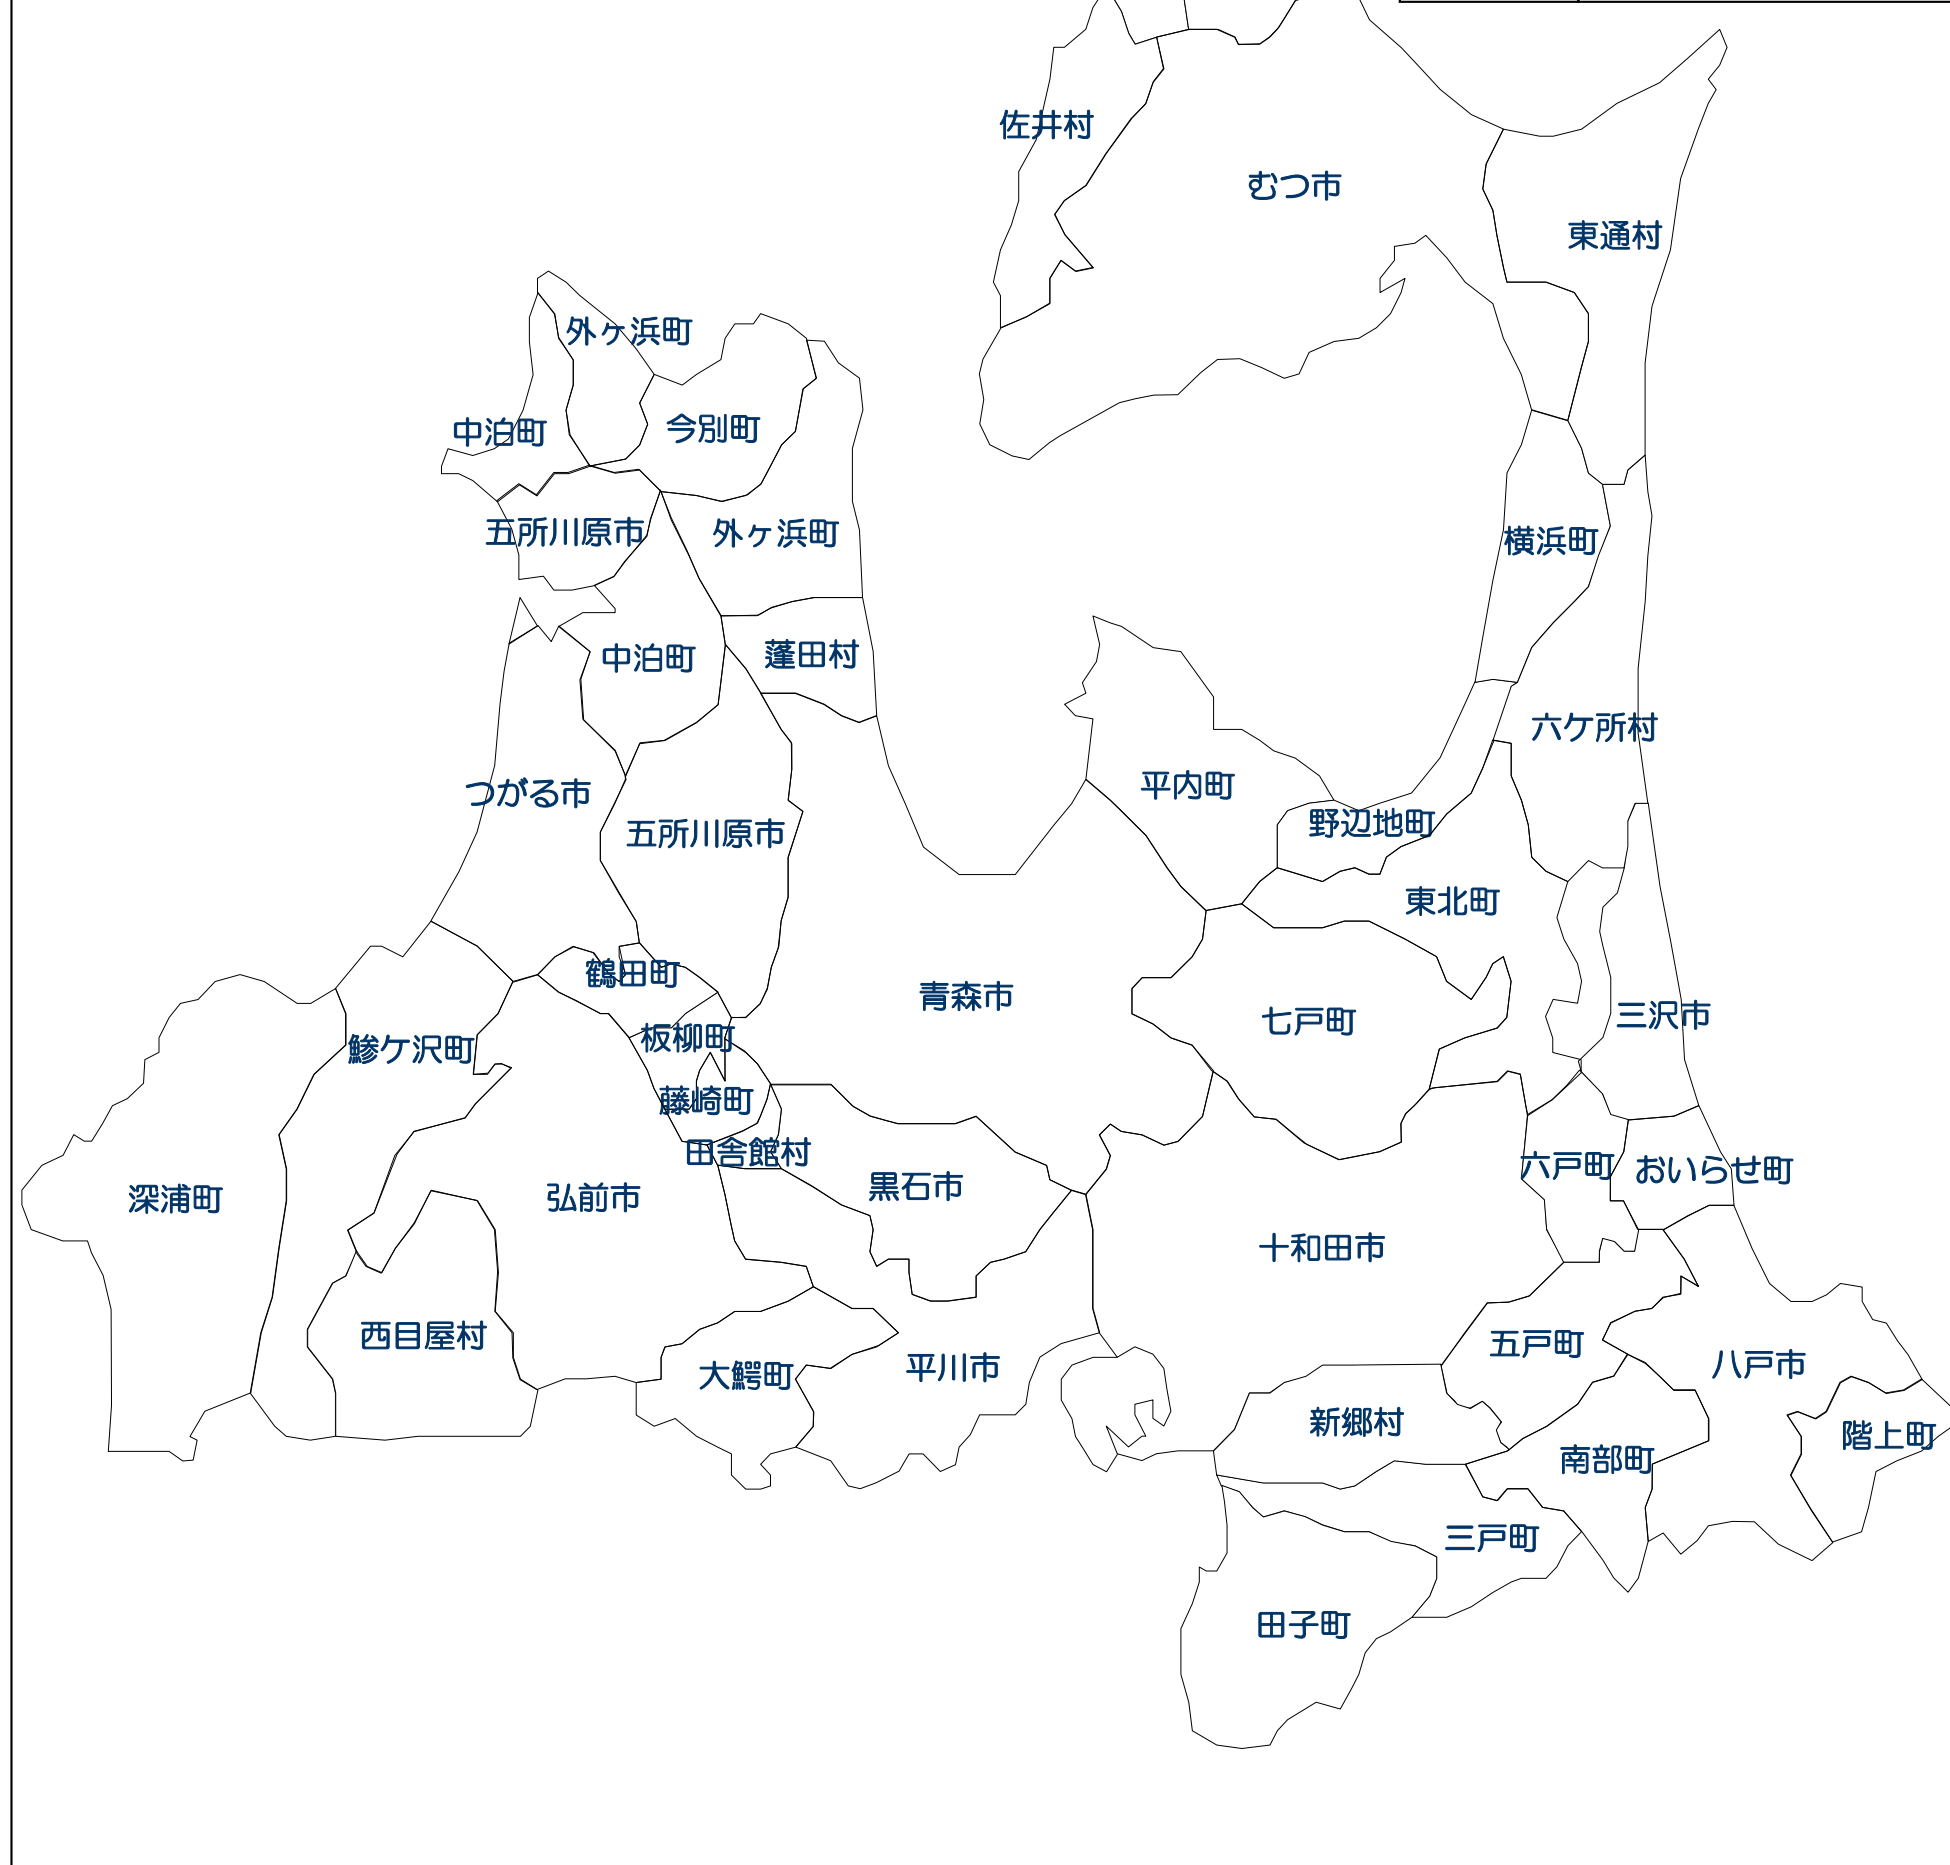 佐井村
むつ市
東通村
外ヶ浜町
中泊町
今別町
五所川原市
外ヶ浜町
横浜町
中泊町
蓬田村
六ケ所村
つがる市
平内町
五所川原市
野辺地町
東北町
鶴田町
青森市
七戸町
三沢市
板柳町
鰺ケ沢町
藤崎町
田舎館村
六戸町
おいらせ町
深浦町
弘前市
黒石市
十和田市
西目屋村
五戸町
大鰐町
平川市
八戸市
新郷村
階上町
南部町
三戸町
田子町